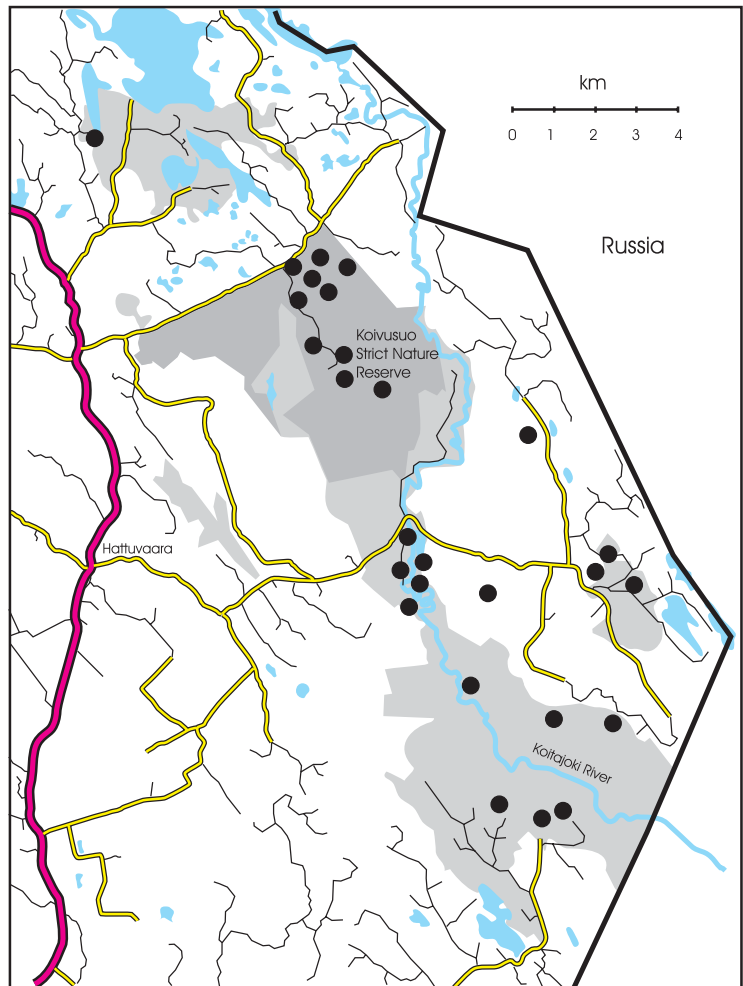 km
0 1 2 3 4
Russia
Koivusuo
Strict Nature
Reserve
Hattuvaara
Koitajoki River